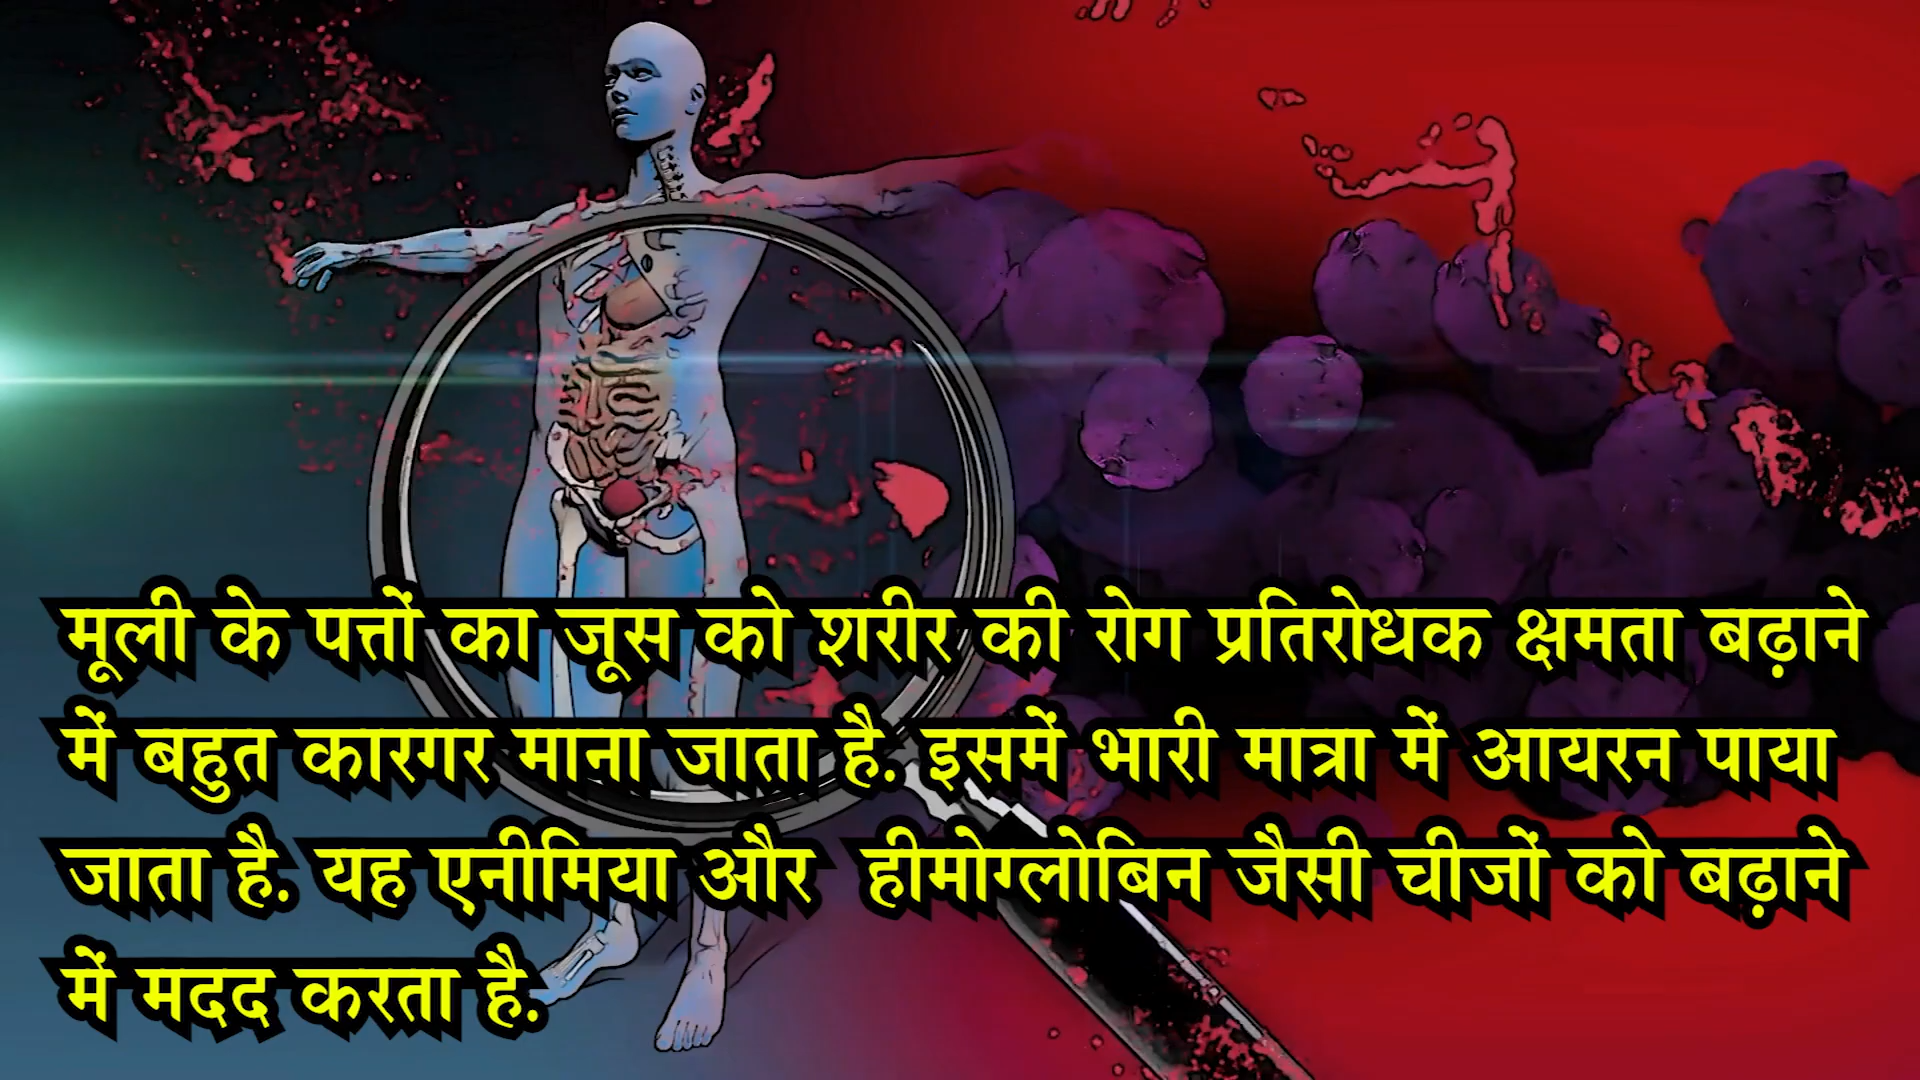 मूली के पत्तों का जूस को शरीर की रोग प्रतिरोधक क्षमता बढ़ाने
में बहुत कारगर माना जाता है. इसमें भारी मात्रा में आयरन पाया
जाता है. यह एनीमिया और हीमोग्लोबिन जैसी चीजों को बढ़ाने
में मदद करता है.